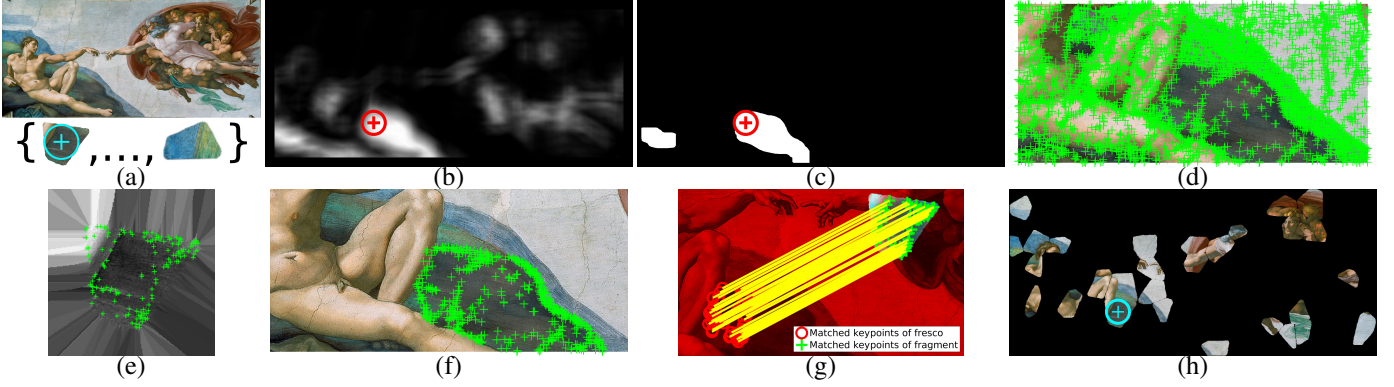 { , . . . , }
(a)
(b)
(c)
(d)
(e)
(f)
Matched keypoints of fresco
Matched keypoints of fragment
(g)
(h)